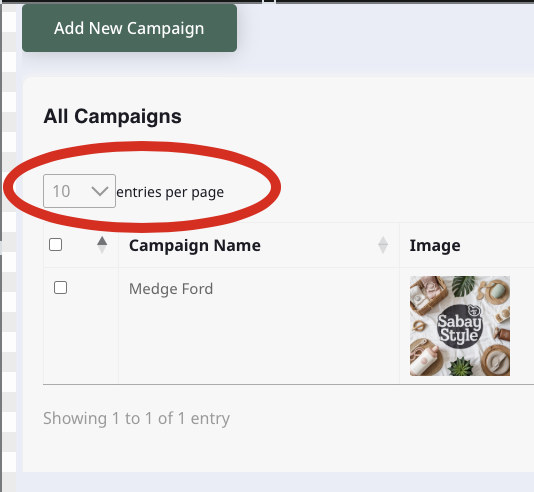 Add New Campaign
All Campaigns
10 entries per page
Campaign Name Image
Medge Ford
Sabay
Style
Showing 1 to 1 of 1 entry